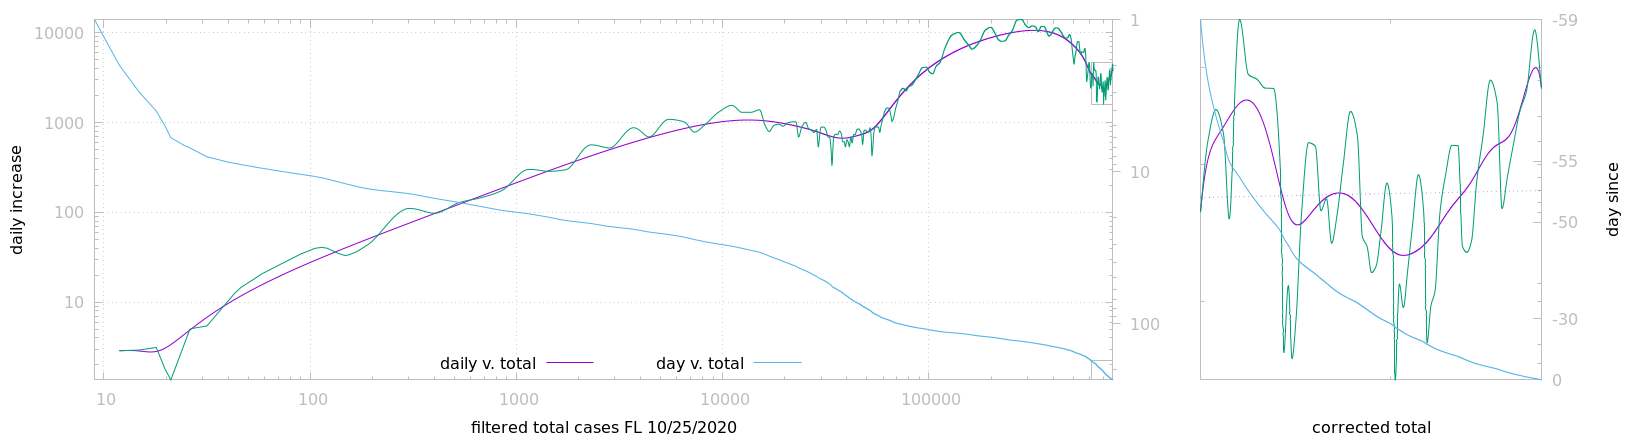 10000
1000
100
10
daily increase
10
100
1000
10000
100000
filtered total cases FL 10/25/2020
daily v. total
day v. total
1
10
100
-59
-55
-50
-30
0
day since
corrected total